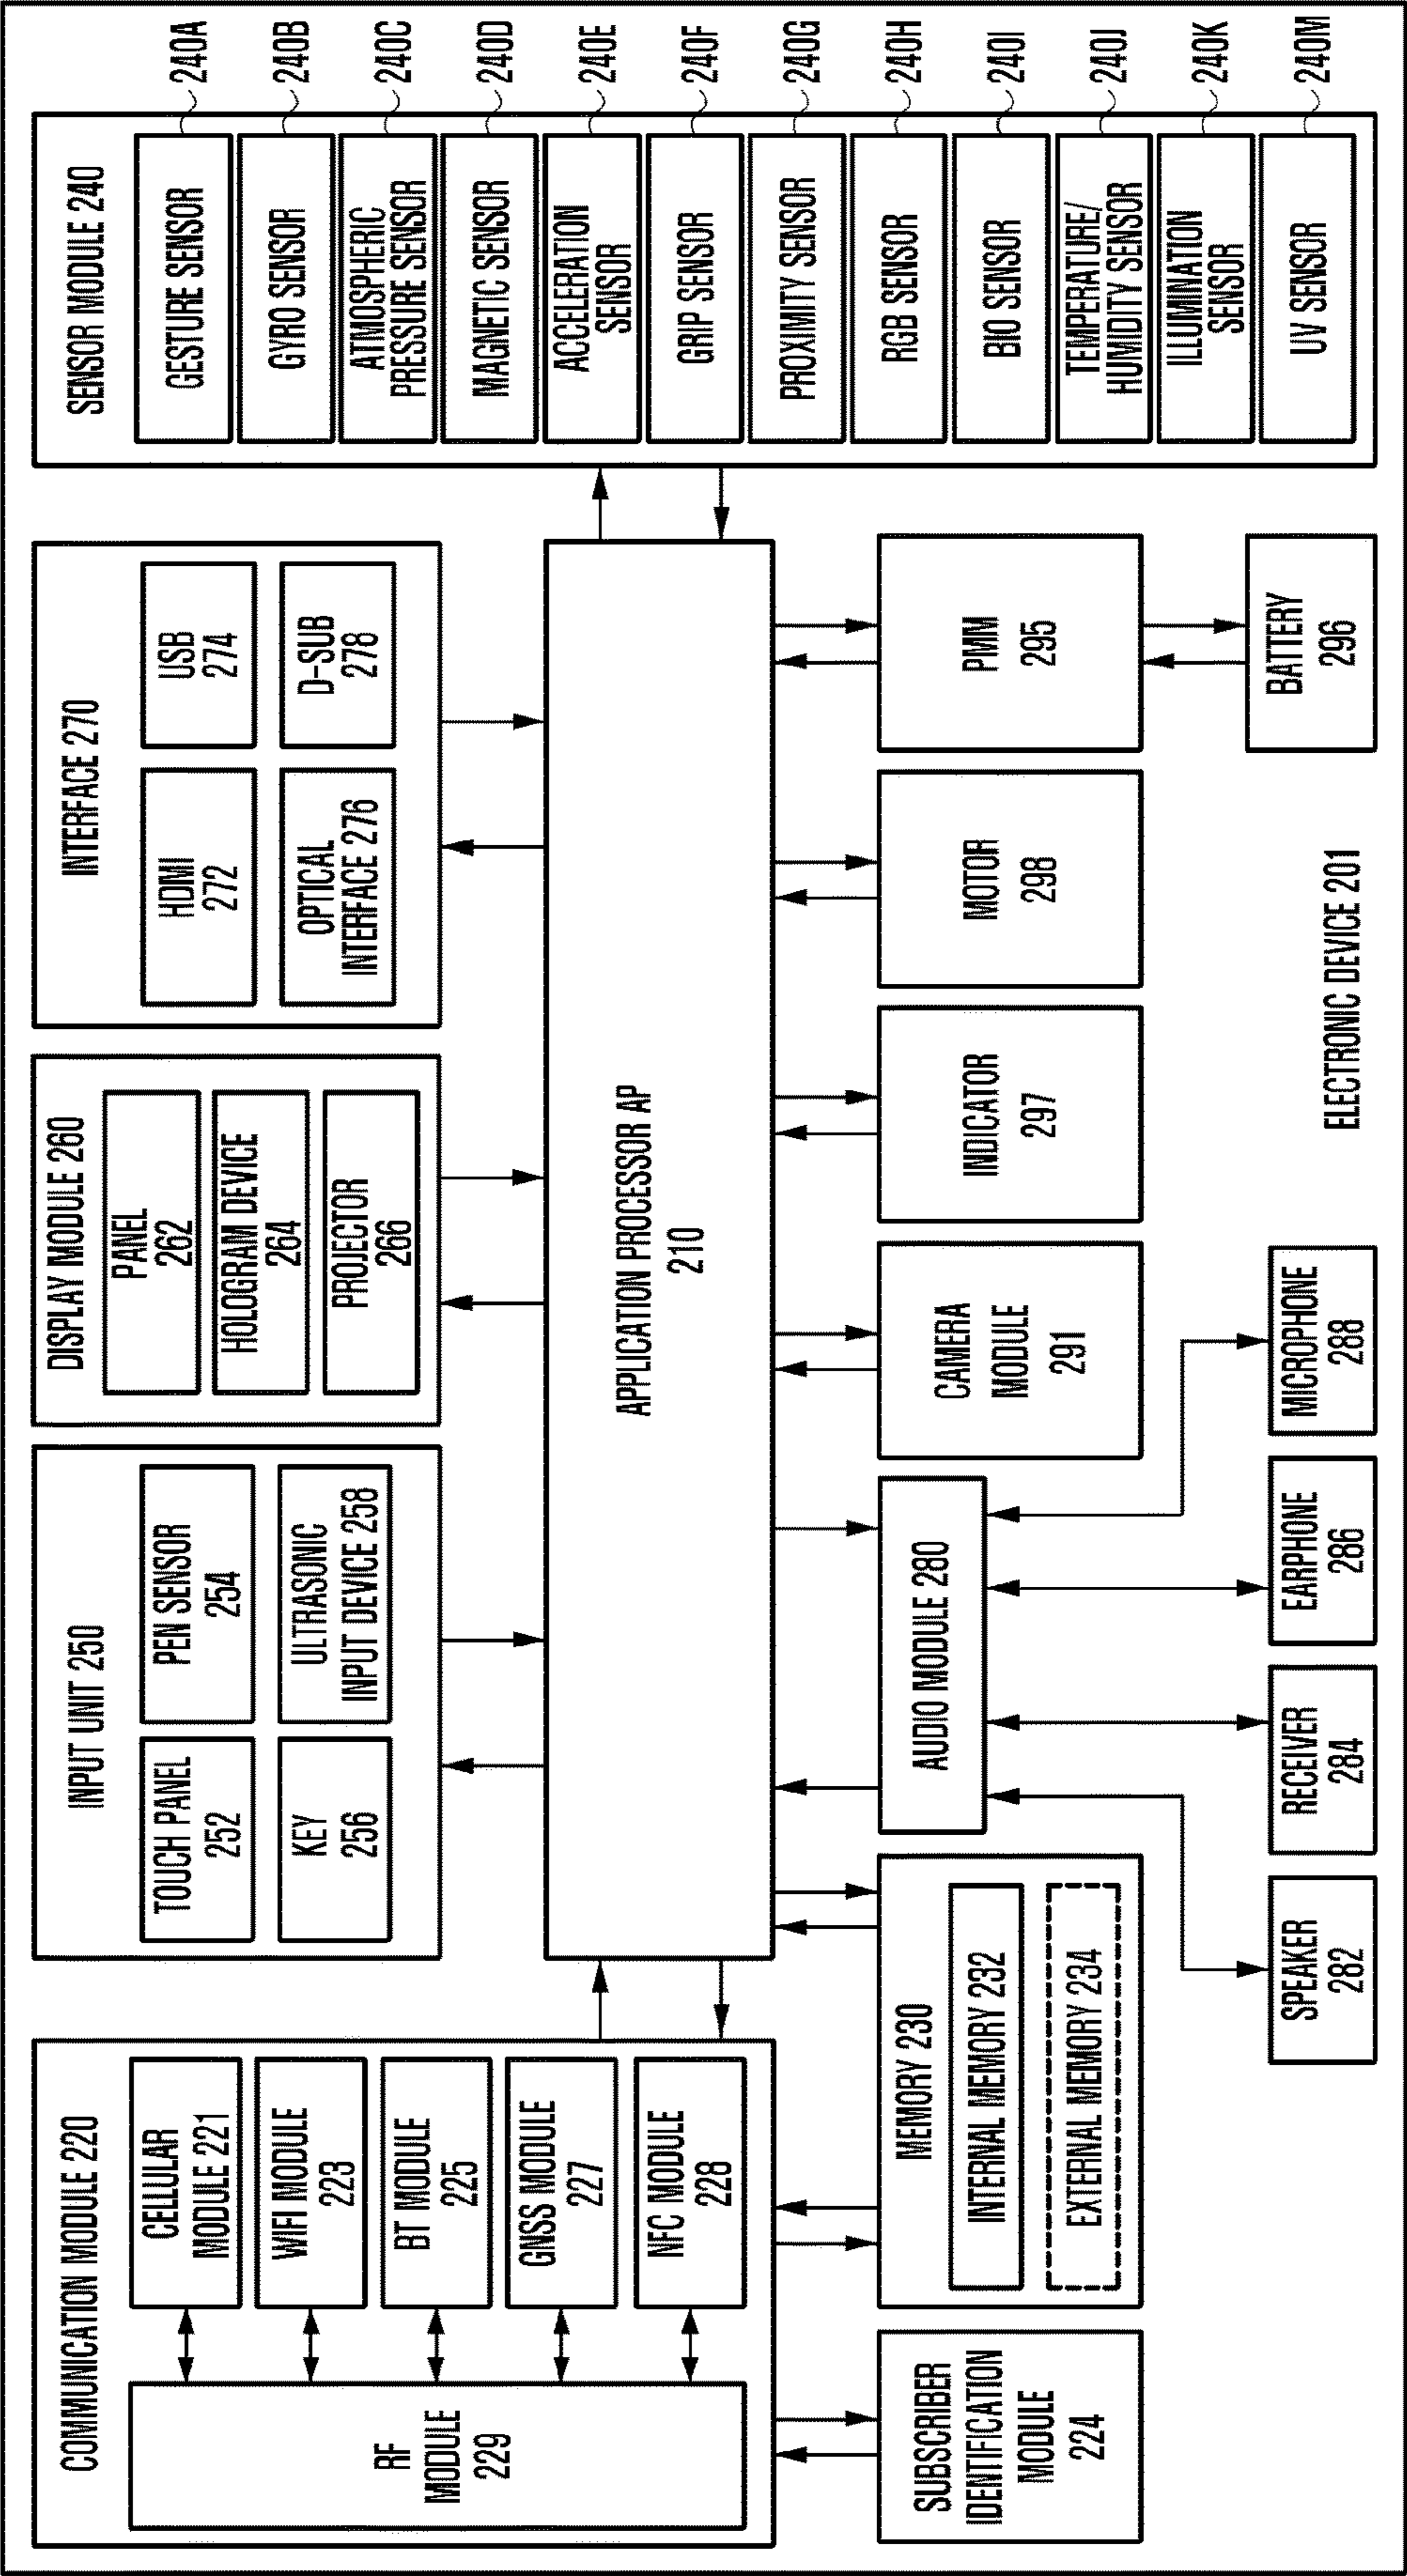 COMMUNICATION MODULE 220
RF
MODULE
229
CELLULAR
MODULE 221
WIFI MODULE
223
BT MODULE
225
GNSS MODULE
227
NFC MODULE
228
INPUT UNIT 250
TOUCH PANEL
252
PEN SENSOR
254
KEY
256
ULTRASONIC
INPUT DEVICE 258
DISPLAY MODULE 260
PANEL
262
HOLOGRAM DEVICE
264
PROJECTOR
266
INTERFACE 270
HDMI
272
USB
274
OPTICAL
INTERFACE 276
D-SUB
278
SENSOR MODULE 240
GESTURE SENSOR
240A
GYRO SENSOR
240B
ATMOSPHERIC
PRESSURE SENSOR
240C
MAGNETIC SENSOR
240D
ACCELERATION
SENSOR
240E
GRIP SENSOR
240F
PROXIMITY SENSOR
240G
RGB SENSOR
240H
BIO SENSOR
240I
TEMPERATURE/
HUMIDITY SENSOR
240J
ILLUMINATION
SENSOR
240K
UV SENSOR
240M
APPLICATION PROCESSOR AP
210
SUBSCRIBER
IDENTIFICATION
MODULE
224
MEMORY 230
INTERNAL MEMORY 232
EXTERNAL MEMORY 234
AUDIO MODULE 280
CAMERA
MODULE
291
INDICATOR
297
MOTOR
298
PMM
295
SPEAKER
282
RECEIVER
284
EARPHONE
286
MICROPHONE
288
BATTERY
296
ELECTRONIC DEVICE 201